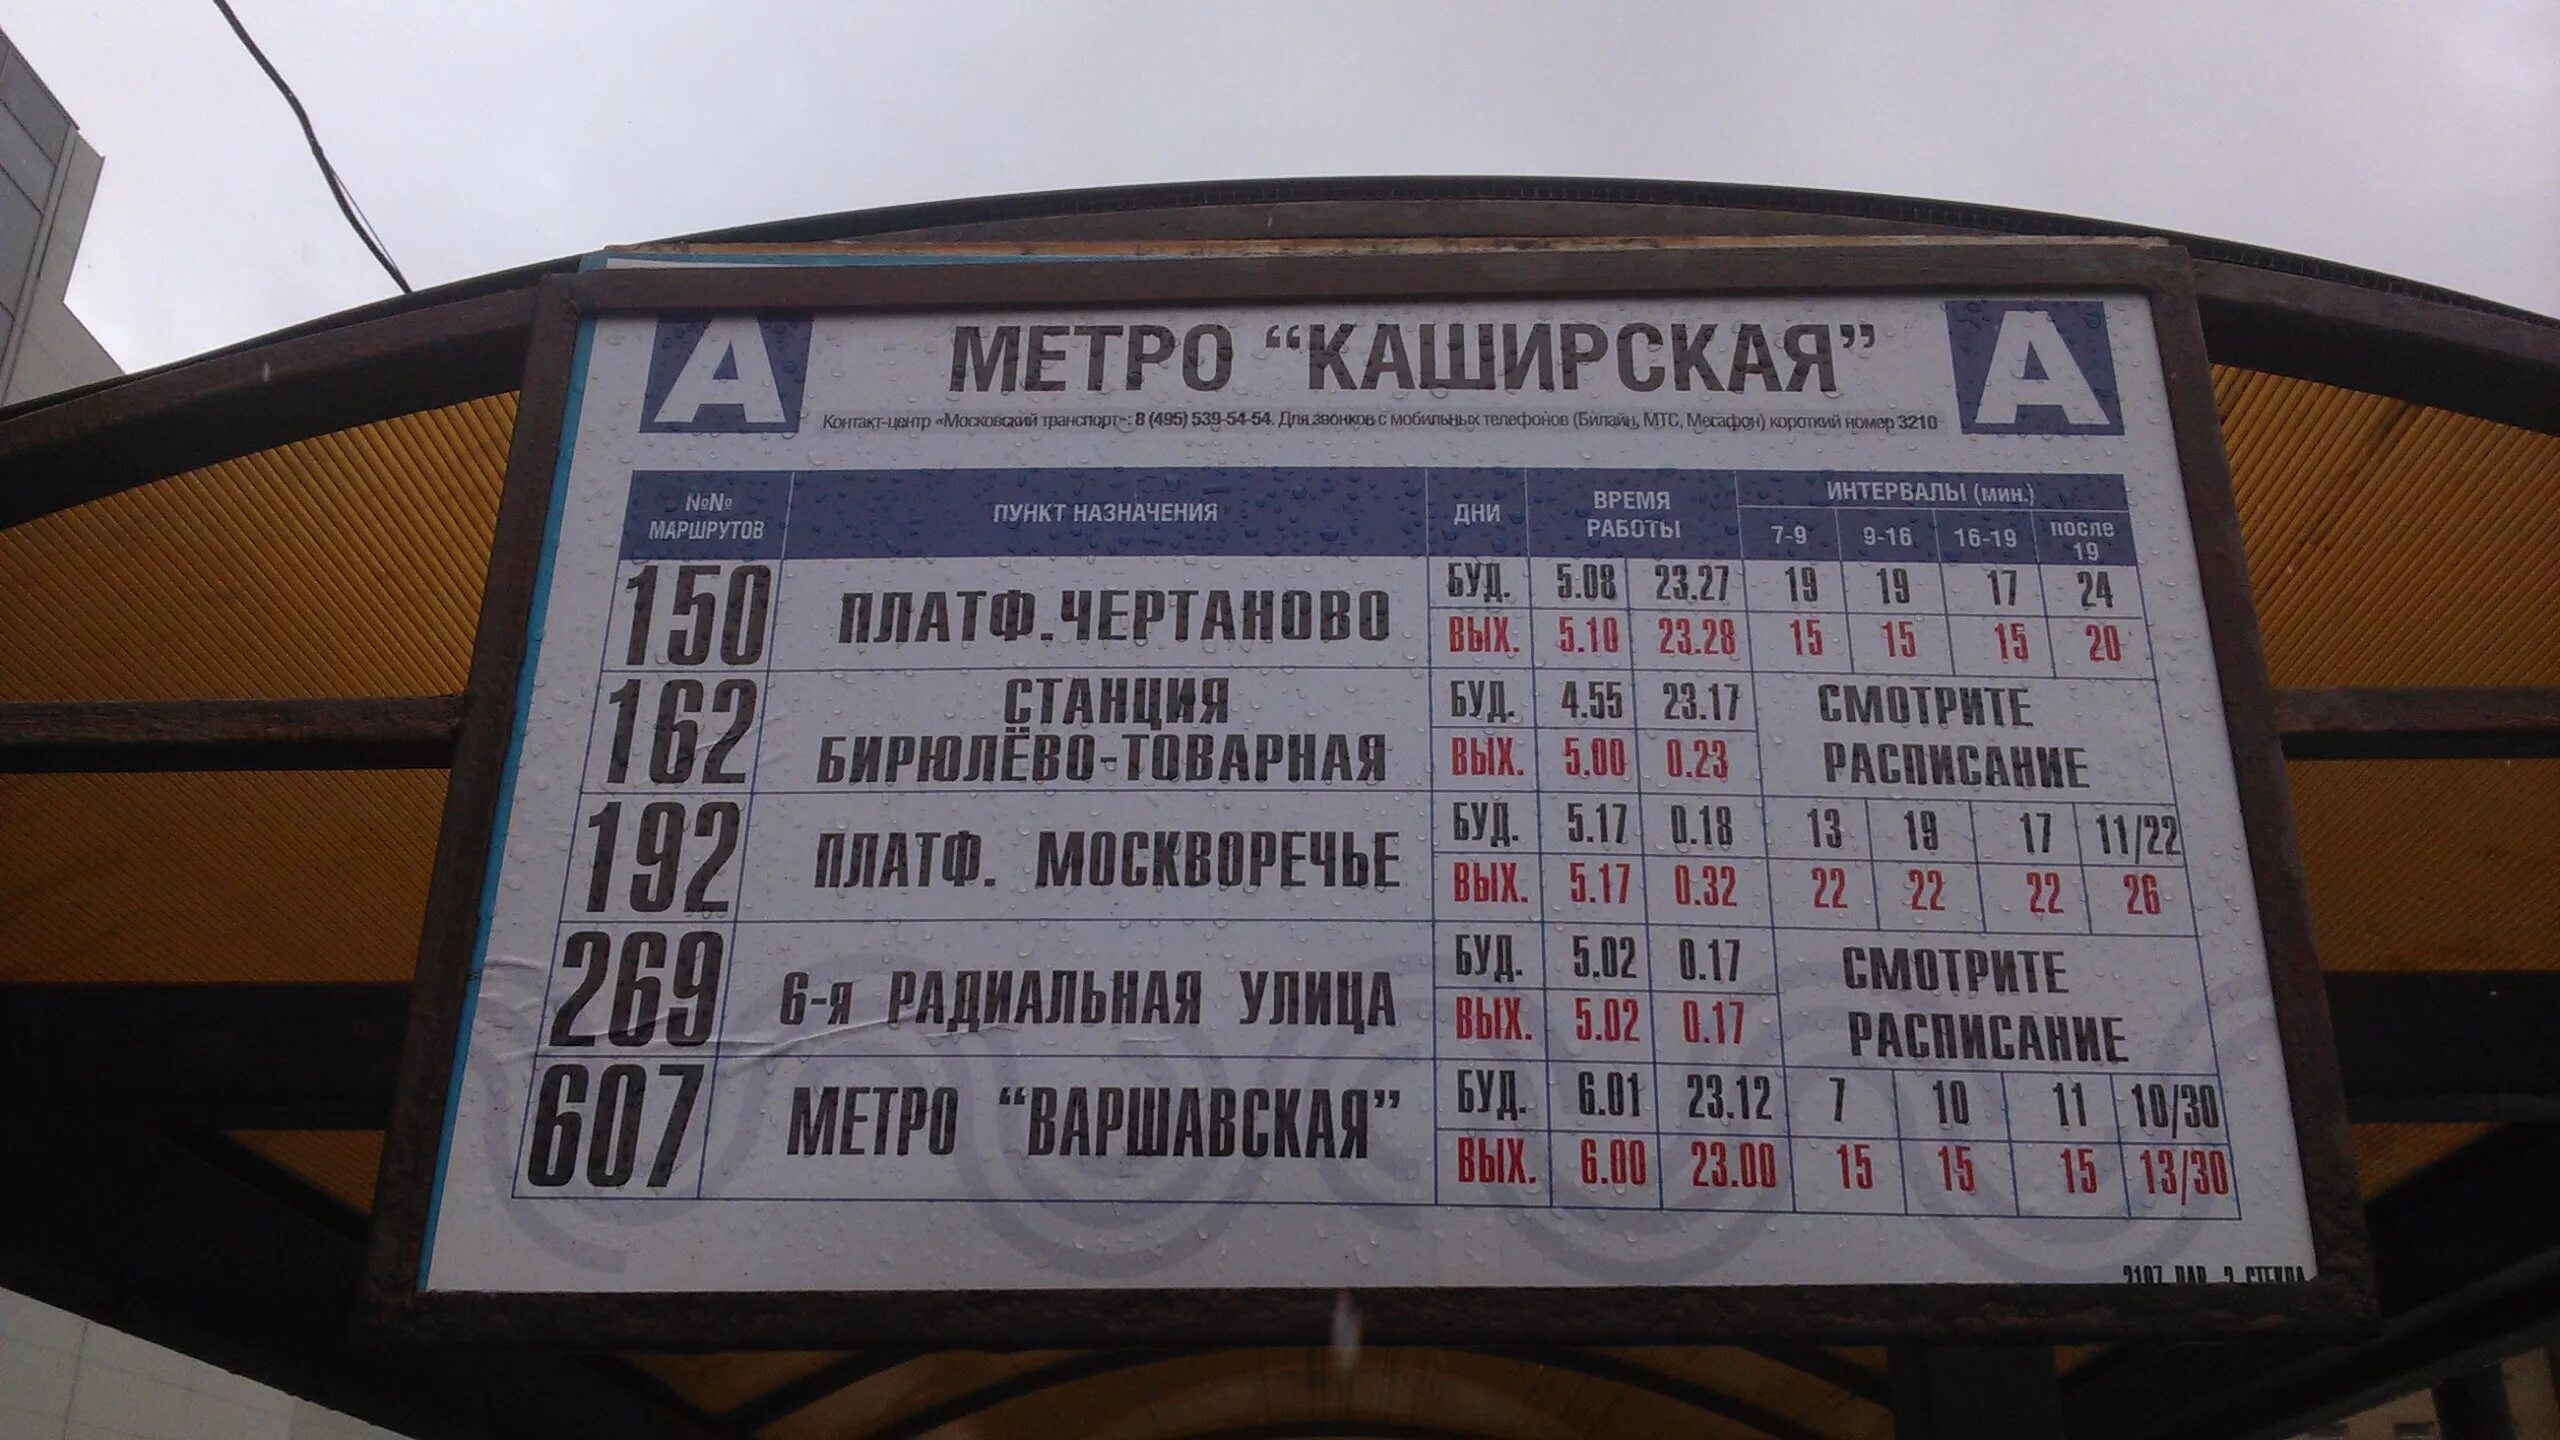 А МЕТРО "КАШИРСКАЯ" А
Контакт-центр «Московский транспорт»: 8 (495) 539-54-54. Для звонков с мобильных телефонов (Билайн, МТС, Мегафон) короткий номер 3210
№№ МАРШРУТОВ ПУНКТ НАЗНАЧЕНИЯ ДНИ ВРЕМЯ РАБОТЫ ИНТЕРВАЛЫ (мин.)
7-9 9-16 16-19 после 19
150 ПЛАТФ.ЧЕРТАНОВО БУД. 5.08 23.27 19 19 17 24
ВЫХ. 5.10 23.28 15 15 15 20
162 СТАНЦИЯ БУД. 4.55 23.17 СМОТРИТЕ
БИРЮЛЁВО-ТОВАРНАЯ ВЫХ. 5.00 0.23 РАСПИСАНИЕ
192 ПЛАТФ. МОСКВОРЕЧЬЕ БУД. 5.17 0.18 13 19 17 11/22
ВЫХ. 5.17 0.32 22 22 22 26
269 6-я РАДИАЛЬНАЯ УЛИЦА БУД. 5.02 0.17 СМОТРИТЕ
ВЫХ. 5.02 0.17 РАСПИСАНИЕ
607 МЕТРО "ВАРШАВСКАЯ" БУД. 6.01 23.12 7 10 11 10/30
ВЫХ. 6.00 23.00 15 15 15 13/30